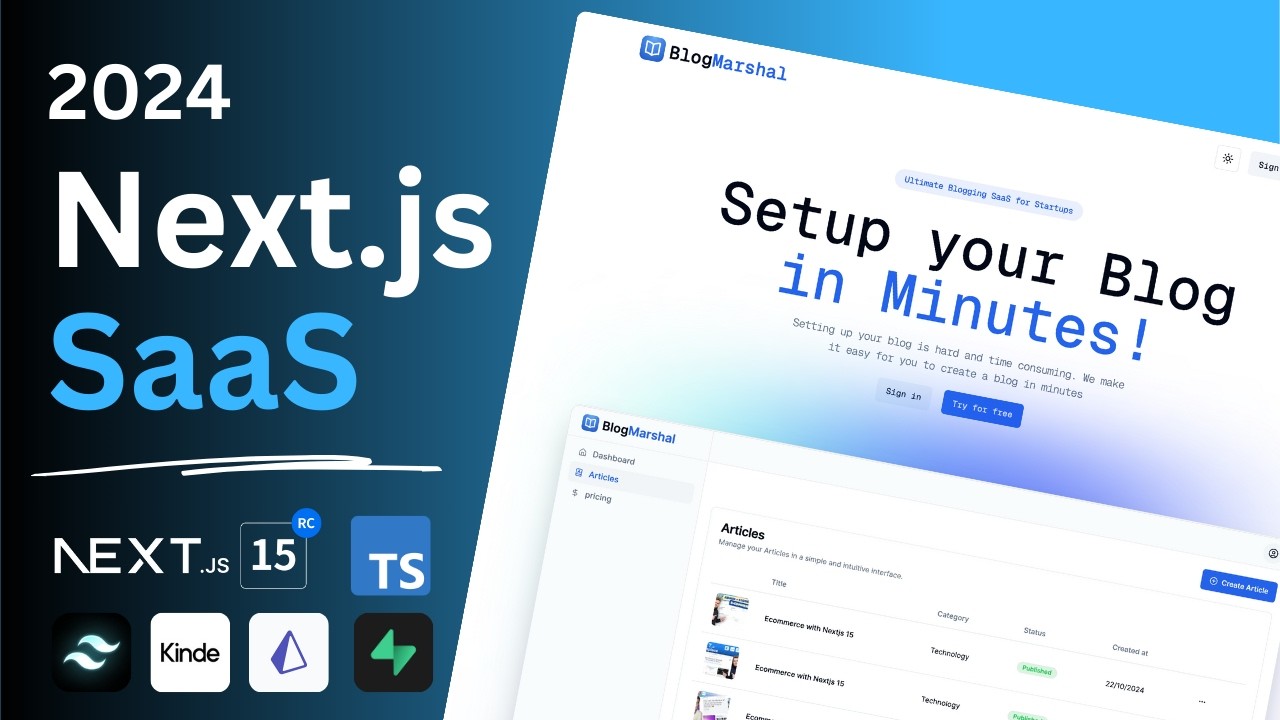 2024
Next.js
SaaS
NEXT.JS 15 RC
TS
Kinde
BlogMarshal
Sign
Ultimate Blogging SaaS for Startups
Setup your Blog
in Minutes!
Setting up your blog is hard and time consuming. We make
it easy for you to create a blog in minutes
Sign in
Try for free
BlogMarshal
Dashboard
Articles
pricing
Articles
Manage your Articles in a simple and intuitive interface.
Create Article
Title Category Status Created at
Ecommerce with Nextjs 15 Technology Published 22/10/2024 ...
Ecommerce with Nextjs 15 Technology Published
Ecommerce with